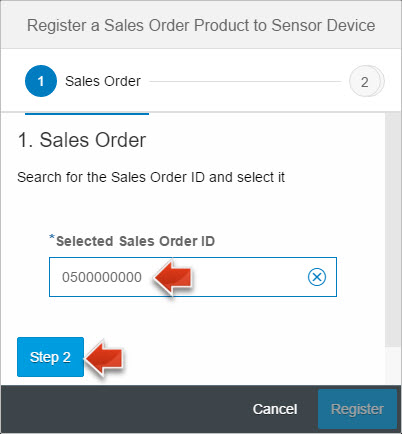 Register a Sales Order Product to Sensor Device
1 Sales Order 2
1. Sales Order
Search for the Sales Order ID and select it
*Selected Sales Order ID
0500000000
Step 2
Cancel Register